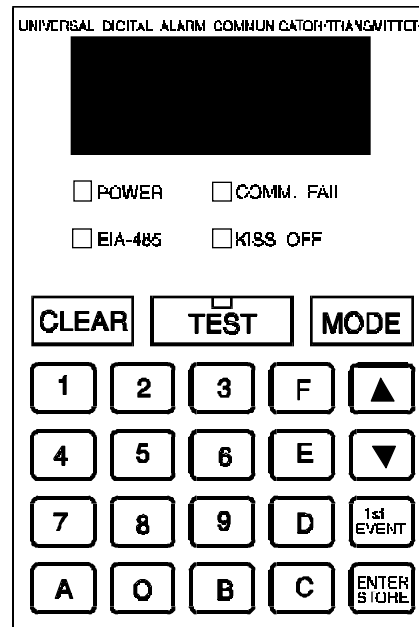 UNIVERSAL DIGITAL ALARM COMMUNICATOR/TRANSMITTER
POWER COMM. FAIL
EIA-485 KISS OFF
CLEAR TEST MODE
1 2 3 F ▲
4 5 6 E ▼
7 8 9 D 1st EVENT
A 0 B C ENTER STORE